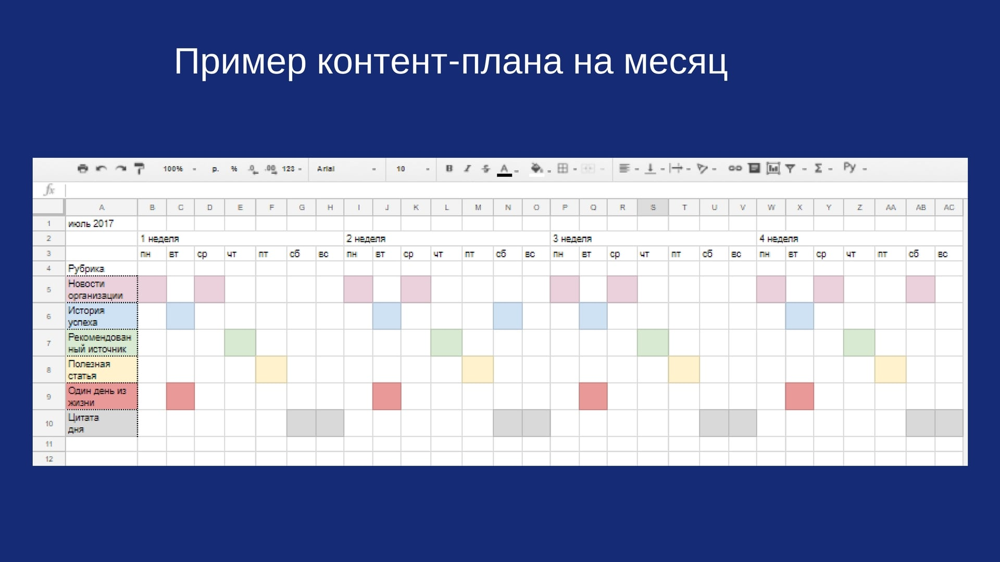 Пример контент-плана на месяц
100% р. % .0 .00 123 Arial 10 B I S A Σ Ру
fx
A B C D E F G H I J K L M N O P Q R S T U V W X Y Z AA AB AC
1 июль 2017
2 1 неделя 2 неделя 3 неделя 4 неделя
3 пн вт ср чт пт сб вс пн вт ср чт пт сб вс пн вт ср чт пт сб вс пн вт ср чт пт сб вс
4 Рубрика
5 Новости
организации
6 История
успеха
7 Рекомендован
ный источник
8 Полезная
статья
9 Один день из
жизни
10 Цитата
дня
11
12